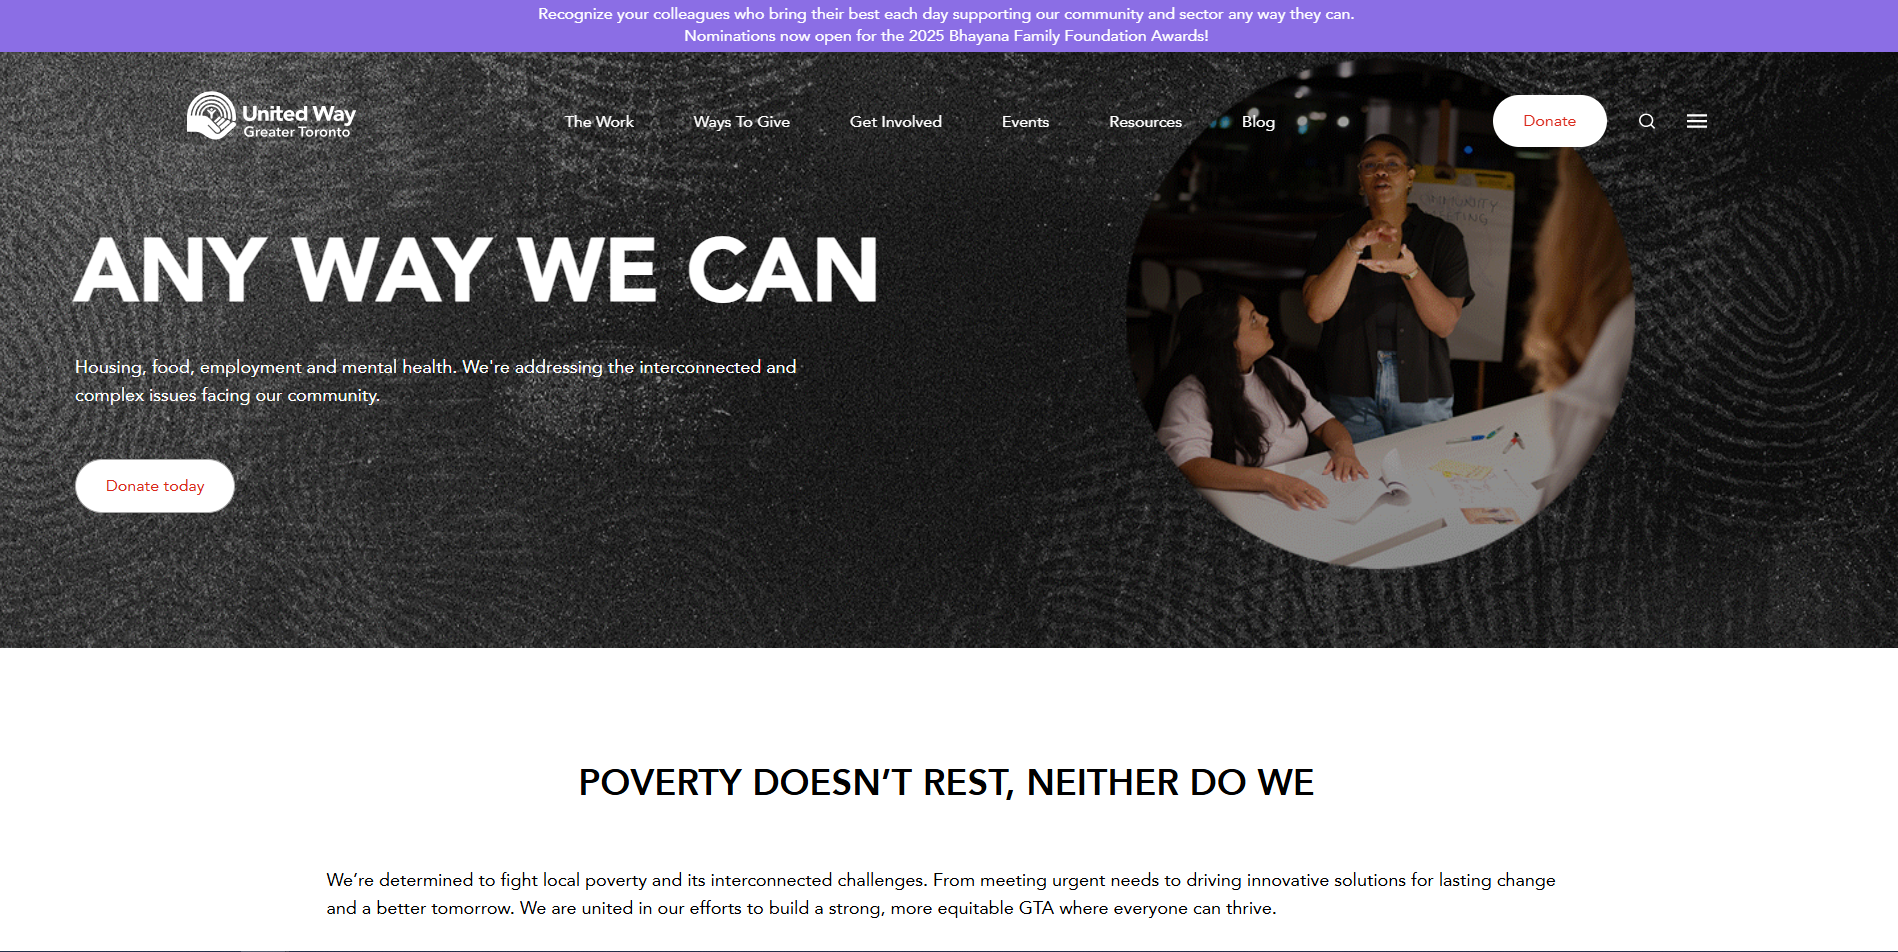 Recognize your colleagues who bring their best each day supporting our community and sector any way they can.
Nominations now open for the 2025 Bhayana Family Foundation Awards!
United Way
Greater Toronto
The Work
Ways To Give
Get Involved
Events
Resources
Blog
Donate
COMMUNITY
MEETING
ANY WAY WE CAN
Housing, food, employment and mental health. We're addressing the interconnected and
complex issues facing our community.
Donate today
POVERTY DOESN’T REST, NEITHER DO WE
We’re determined to fight local poverty and its interconnected challenges. From meeting urgent needs to driving innovative solutions for lasting change
and a better tomorrow. We are united in our efforts to build a strong, more equitable GTA where everyone can thrive.